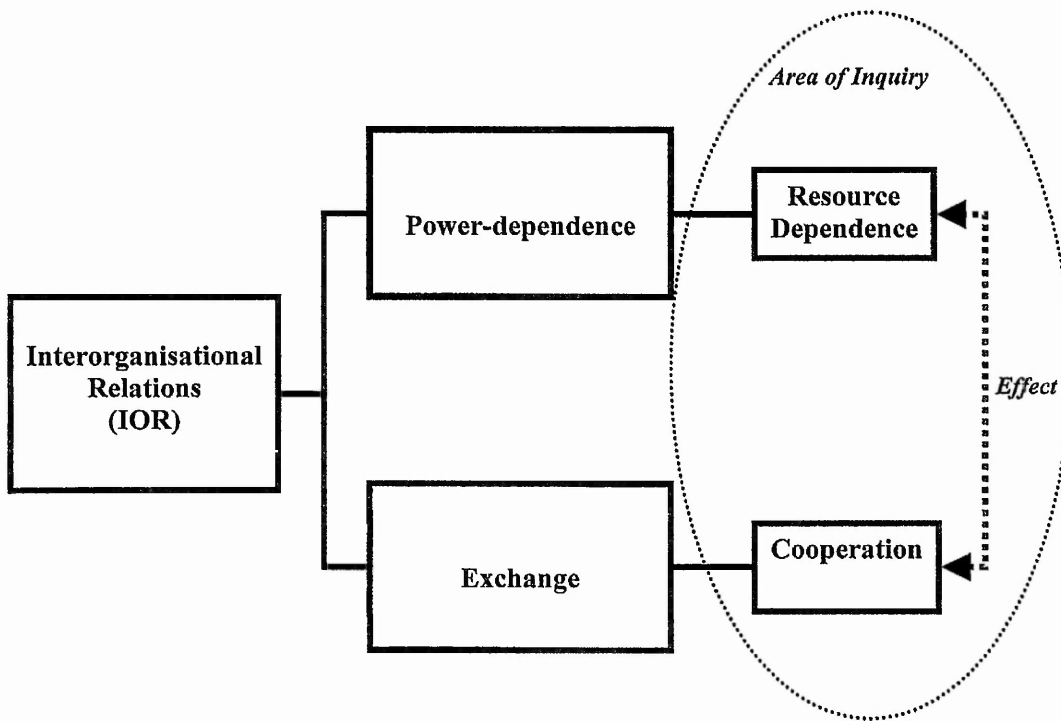 Area of Inquiry
Resource
Dependence
Power-dependence
Interorganisational
Relations
(IOR)
Effect
Cooperation
Exchange